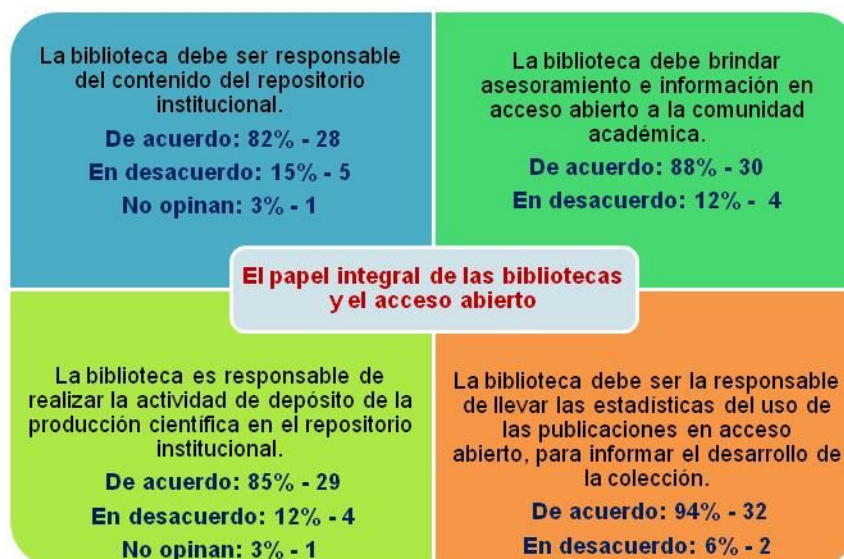 La biblioteca debe ser responsable
del contenido del repositorio
institucional.
De acuerdo: 82% - 28
En desacuerdo: 15% - 5
No opinan: 3% - 1
La biblioteca debe brindar
asesoramiento e información en
acceso abierto a la comunidad
académica.
De acuerdo: 88% - 30
En desacuerdo: 12% - 4
El papel integral de las bibliotecas
y el acceso abierto
La biblioteca es responsable de
realizar la actividad de depósito de la
producción científica en el repositorio
institucional.
De acuerdo: 85% - 29
En desacuerdo: 12% - 4
No opinan: 3% - 1
La biblioteca debe ser la responsable
de llevar las estadísticas del uso de
las publicaciones en acceso
abierto, para informar el desarrollo de
la colección.
De acuerdo: 94% - 32
En desacuerdo: 6% - 2